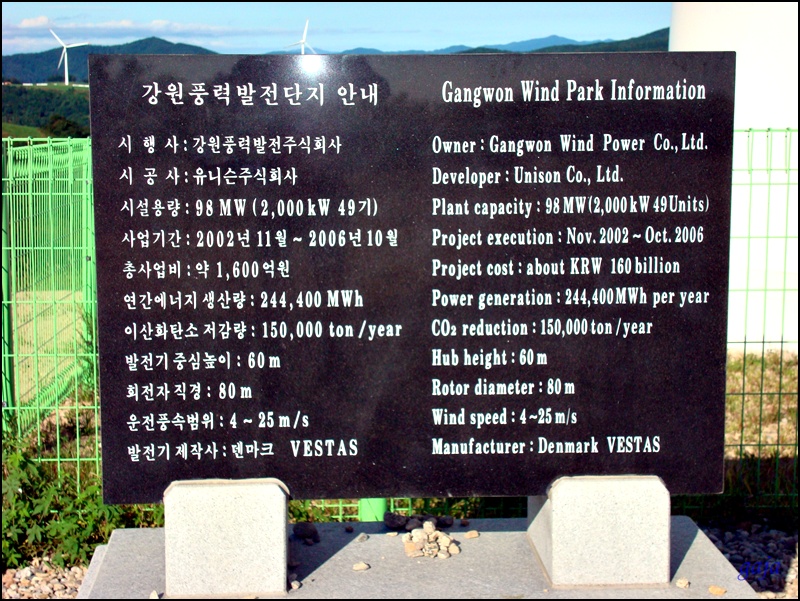 강원풍력발전단지 안내
시 행 사 : 강원풍력발전주식회사
시 공 사 : 유니슨주식회사
시설용량 : 98 MW ( 2,000 kW 49기 )
사업기간 : 2002년 11월 ~ 2006년 10월
총사업비 : 약 1,600억원
연간에너지 생산량 : 244,400 MWh
이산화탄소 저감량 : 150,000 ton /year
발전기 중심높이 : 60 m
회전자 직경 : 80 m
운전풍속범위 : 4 ~ 25 m/s
발전기 제작사 : 덴마크 VESTAS
Gangwon Wind Park Information
Owner : Gangwon Wind Power Co., Ltd.
Developer : Unison Co., Ltd.
Plant capacity : 98 MW (2,000 kW 49 Units)
Project execution : Nov. 2002 ~ Oct. 2006
Project cost : about KRW 160 billion
Power generation : 244,400 MWh per year
CO₂ reduction : 150,000 ton /year
Hub height : 60 m
Rotor diameter : 80 m
Wind speed : 4 ~ 25 m/s
Manufacturer : Denmark VESTAS